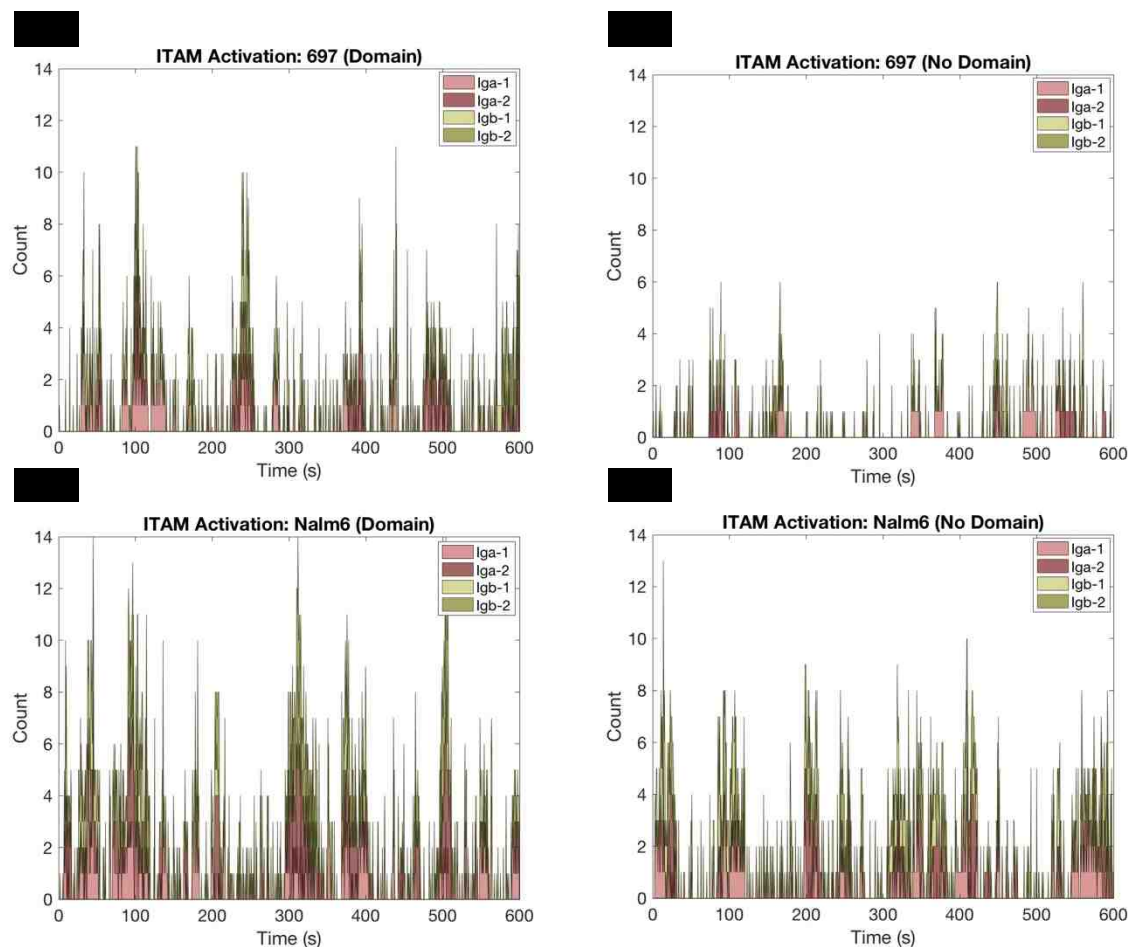 ITAM Activation: 697 (Domain)
14
12
10
8
6
4
2
0
Count
0 100 200 300 400 500 600
Time (s)
Iga-1
Iga-2
Igb-1
Igb-2
ITAM Activation: 697 (No Domain)
14
12
10
8
6
4
2
0
Count
0 100 200 300 400 500 600
Time (s)
Iga-1
Iga-2
Igb-1
Igb-2
ITAM Activation: Nalm6 (Domain)
14
12
10
8
6
4
2
0
Count
0 100 200 300 400 500 600
Time (s)
Iga-1
Iga-2
Igb-1
Igb-2
ITAM Activation: Nalm6 (No Domain)
14
12
10
8
6
4
2
0
Count
0 100 200 300 400 500 600
Time (s)
Iga-1
Iga-2
Igb-1
Igb-2